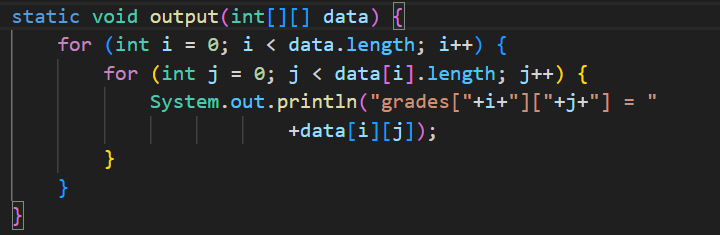 static void output(int[][] data) {
    for (int i = 0; i < data.length; i++) {
        for (int j = 0; j < data[i].length; j++) {
            System.out.println("grades["+i+"]["+j+"] = "
                        +data[i][j]);
        }
    }
}